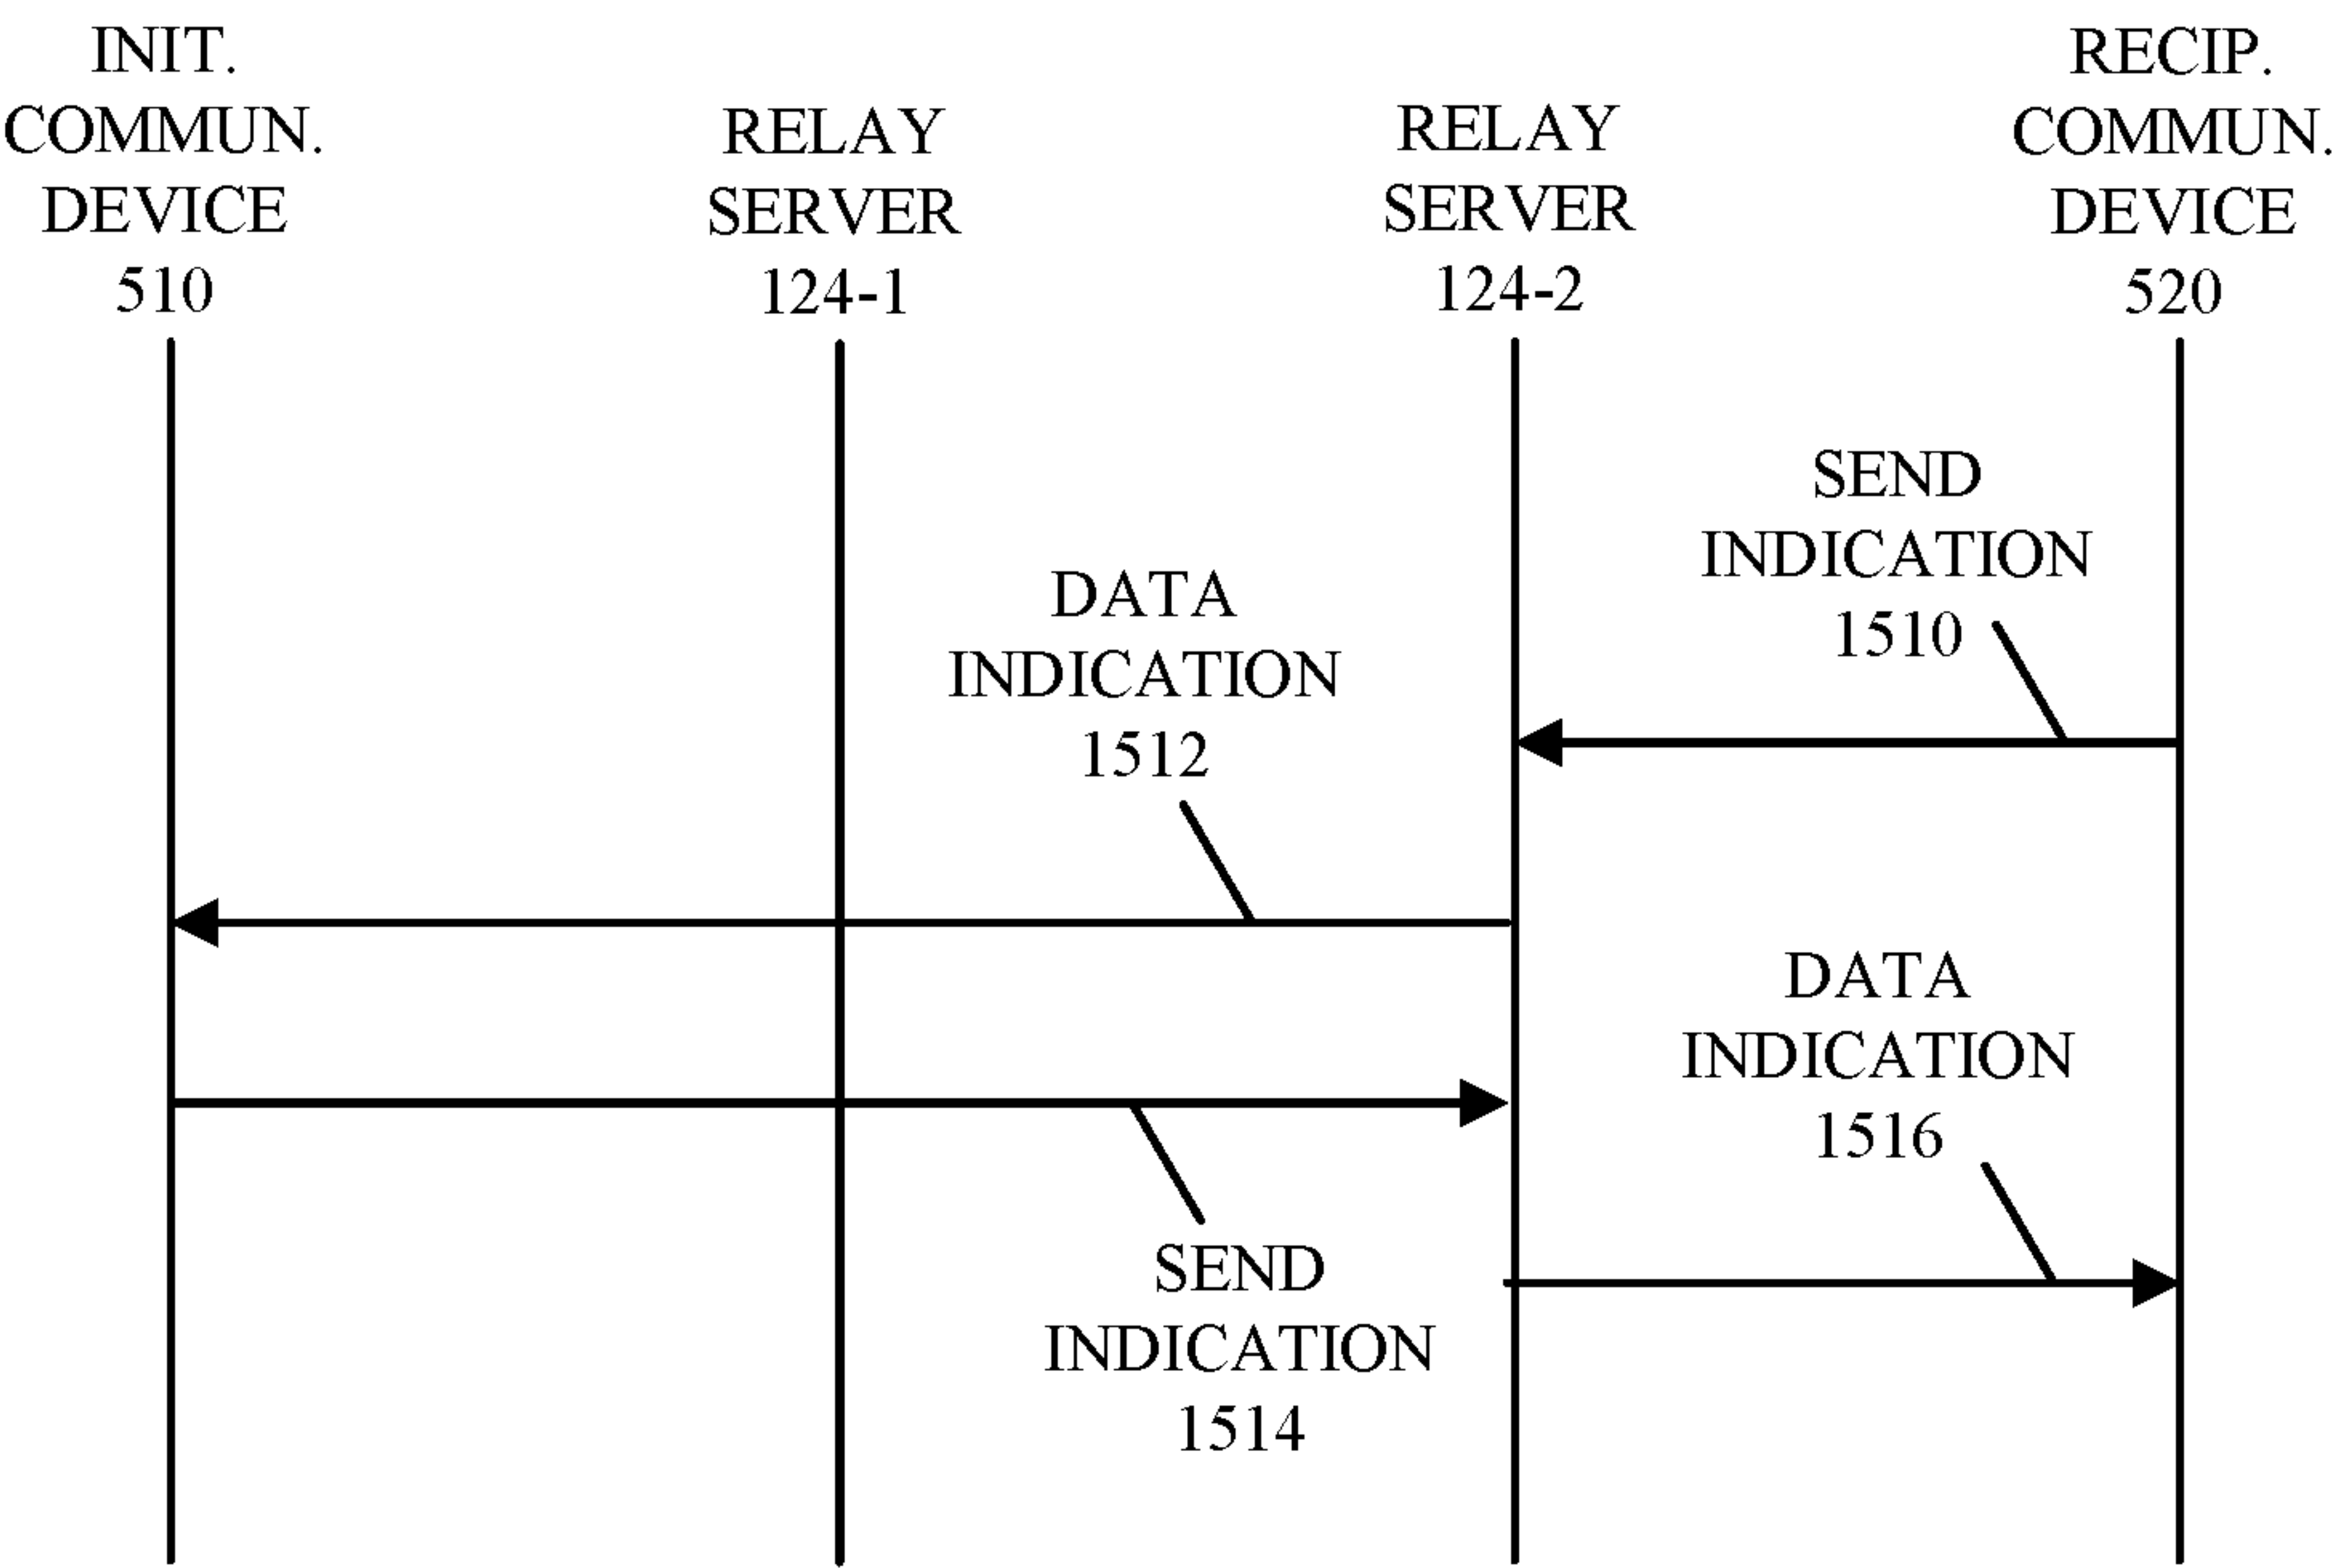 INIT.
COMMUN.
DEVICE
510
RELAY
SERVER
124-1
RELAY
SERVER
124-2
RECIP.
COMMUN.
DEVICE
520
SEND
INDICATION
1510
DATA
INDICATION
1512
DATA
INDICATION
1516
SEND
INDICATION
1514